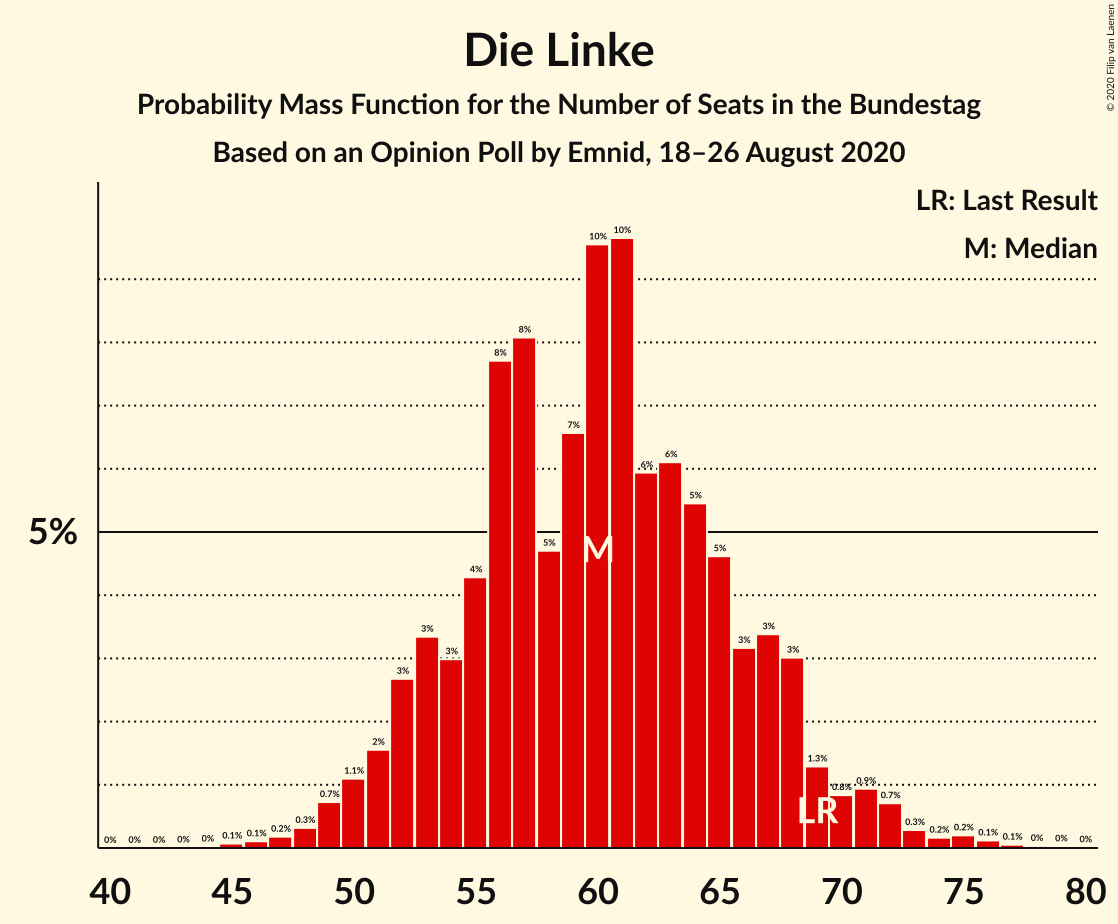 Die Linke
Probability Mass Function for the Number of Seats in the Bundestag
Based on an Opinion Poll by Emnid, 18–26 August 2020
© 2020 Filip van Laenen
LR: Last Result
M: Median
5%
0% 0% 0% 0% 0% 0.1% 0.1% 0.2% 0.3% 0.7% 1.1% 2% 3% 3% 3% 4% 8% 8% 5% 7% 10% 10% 6% 6% 5% 5% 3% 3% 3% 1.3% 0.8% 0.9% 0.7% 0.3% 0.2% 0.2% 0.1% 0.1% 0% 0% 0%
M
LR
40 45 50 55 60 65 70 75 80